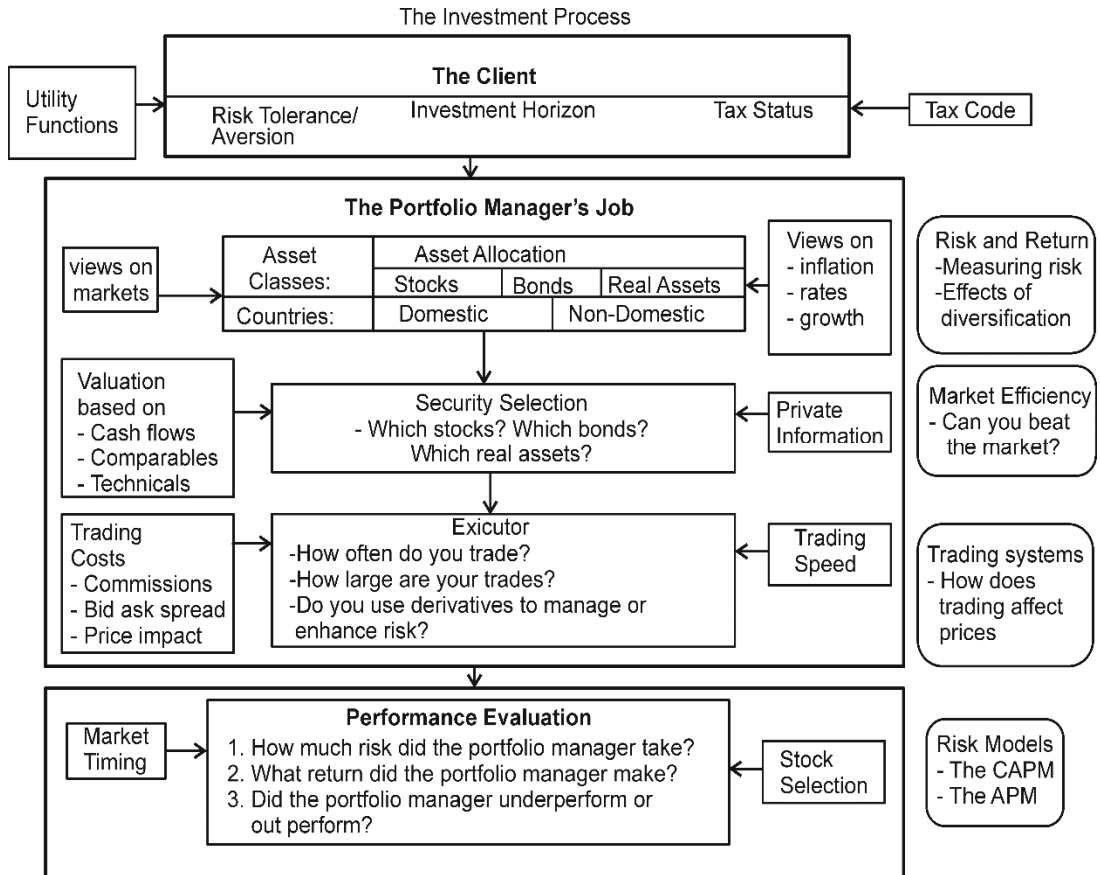 The Investment Process
The Client
Utility
Functions
Risk Tolerance/
Aversion
Investment Horizon
Tax Status
Tax Code
The Portfolio Manager's Job
views on
markets
Asset
Classes:
Asset Allocation
Stocks
Bonds
Real Assets
Countries:
Domestic
Non-Domestic
Views on
- inflation
- rates
- growth
Risk and Return
-Measuring risk
-Effects of
diversification
Valuation
based on
- Cash flows
- Comparables
- Technicals
Security Selection
- Which stocks? Which bonds?
Which real assets?
Private
Information
Market Efficiency
- Can you beat
the market?
Trading
Costs
- Commissions
- Bid ask spread
- Price impact
Exicutor
-How often do you trade?
-How large are your trades?
-Do you use derivatives to manage or
enhance risk?
Trading
Speed
Trading systems
- How does
trading affect
prices
Market
Timing
Performance Evaluation
1. How much risk did the portfolio manager take?
2. What return did the portfolio manager make?
3. Did the portfolio manager underperform or
out perform?
Stock
Selection
Risk Models
- The CAPM
- The APM